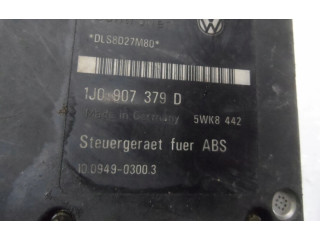 *DLS8027M80*
1J0 907 379 D
Made in Germany 5WK8 442
Steuergeraet fuer ABS
10.0949-0300.3